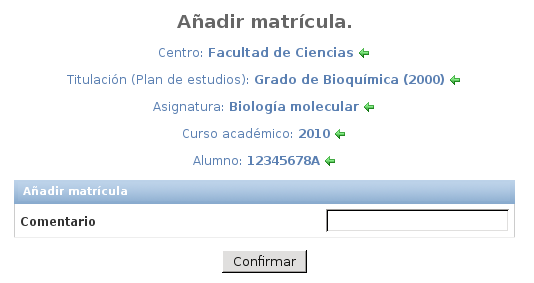 Añadir matrícula.
Centro: Facultad de Ciencias
Titulación (Plan de estudios): Grado de Bioquímica (2000)
Asignatura: Biología molecular
Curso académico: 2010
Alumno: 12345678A
Añadir matrícula
Comentario
Confirmar